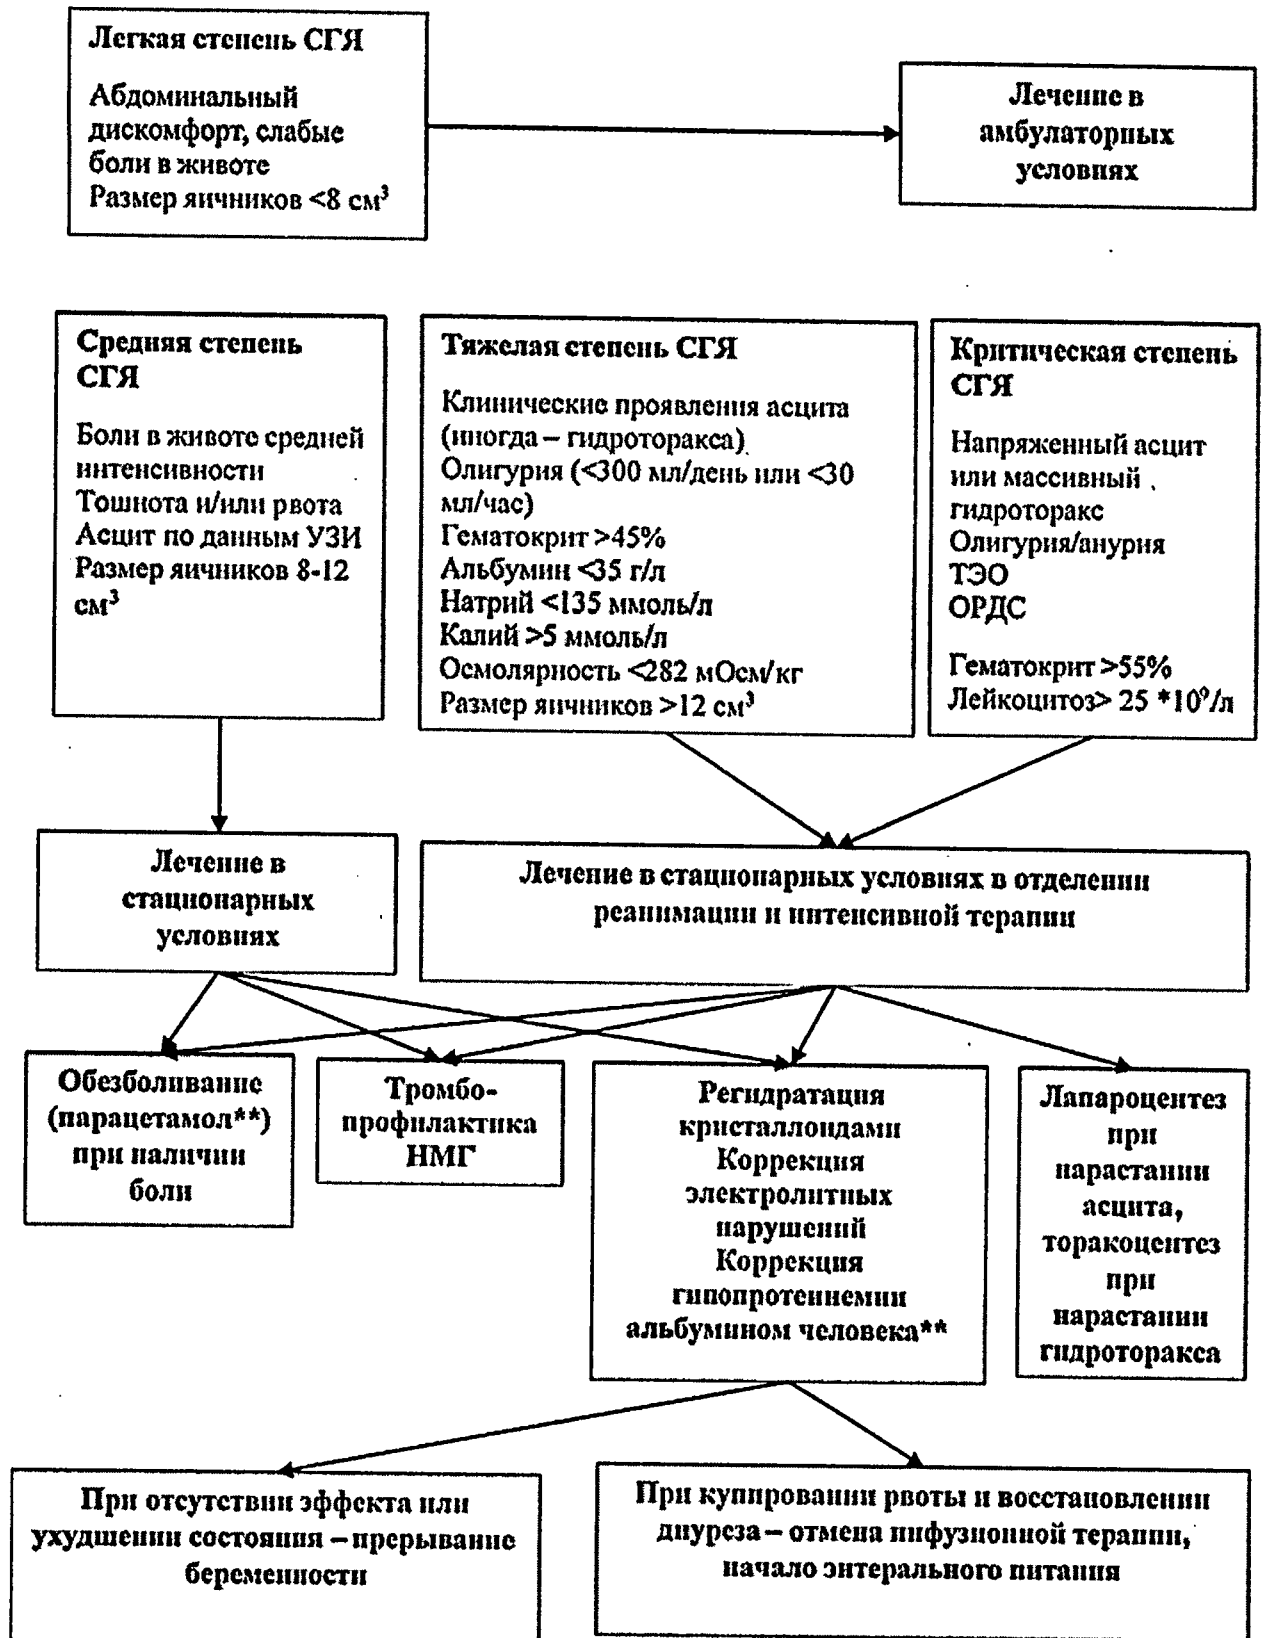 Легкая степень СГЯ
Абдоминальный
дискомфорт, слабые
боли в животе
Размер яичников <8 см³
Лечение в
амбулаторных
условиях
Средняя степень
СГЯ
Боли в животе средней
интенсивности
Тошнота и/или рвота
Асцит по данным УЗИ
Размер яичников 8-12
см³
Тяжелая степень СГЯ
Клинические проявления асцита
(иногда – гидроторакса)
Олигурия (<300 мл/день или <30
мл/час)
Гематокрит >45%
Альбумин <35 г/л
Натрий <135 ммоль/л
Калий >5 ммоль/л
Осмолярность <282 мОсм/кг
Размер яичников >12 см³
Критическая степень
СГЯ
Напряженный асцит
или массивный
гидроторакс
Олигурия/анурия
ТЭО
ОРДС
Гематокрит >55%
Лейкоцитоз> 25 *10⁹/л
Лечение в
стационарных
условиях
Лечение в стационарных условиях в отделении
реанимации и интенсивной терапии
Обезболивание
(парацетамол**)
при наличии
боли
Тромбо-
профилактика
НМГ
Регидратация
кристаллоидами
Коррекция
электролитных
нарушений
Коррекция
гипопротеинемии
альбумином человека**
Лапароцентез
при
нарастании
асцита,
торакоцентез
при
нарастании
гидроторакса
При отсутствии эффекта или
ухудшении состояния – прерывание
беременности
При купировании рвоты и восстановлении
диуреза – отмена инфузионной терапии,
начало энтерального питания